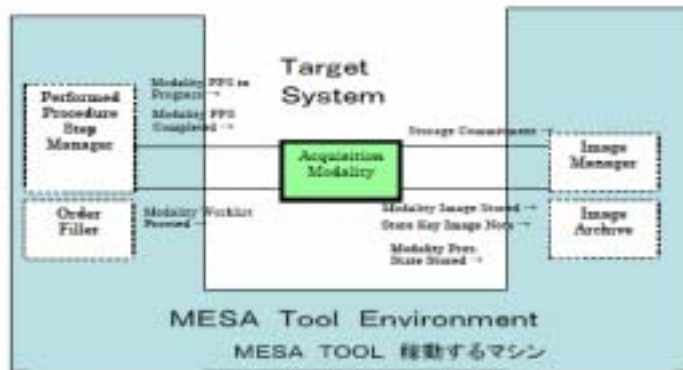 Target
System
Modality PPS in
Progress →
Modality PPS
Completed →
Performed
Procedure
Step
Manager
Storage Commitment →
Acquisition
Modality
Image
Manager
Order
Filler
Modality Worklist
Modality Image Stored →
Key Image Note →
Modality Pres.
State Stored →
Image
Archive
MESA Tool Environment
MESA TOOL 稼動するマシン